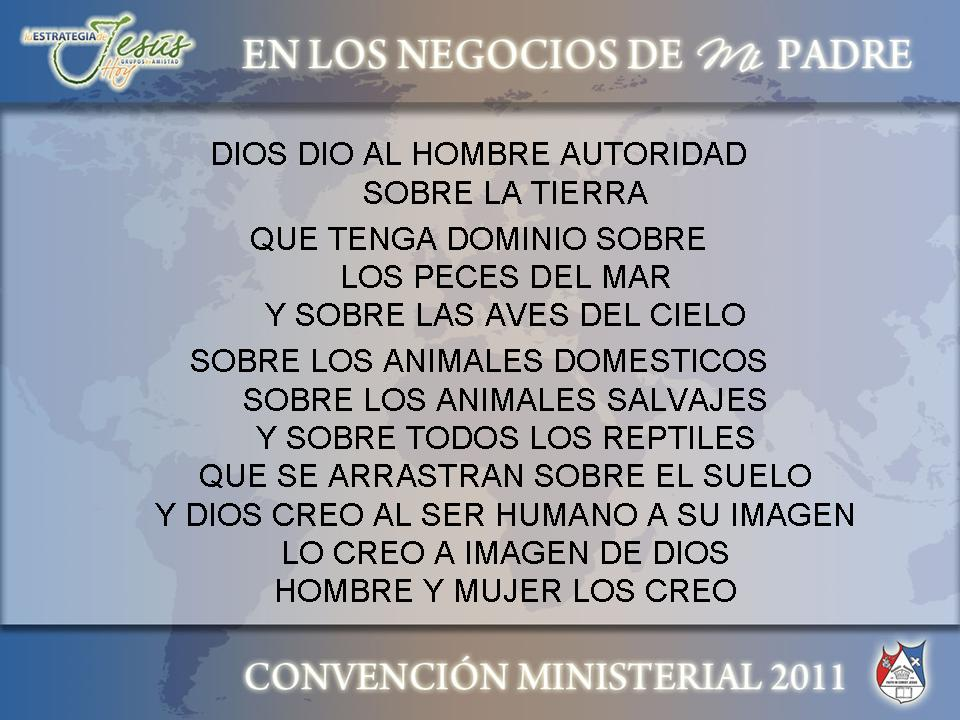 la ESTRATEGIA de
Jesús
GRUPOS de AMISTAD
Hoy
EN LOS NEGOCIOS DE Mi PADRE
DIOS DIO AL HOMBRE AUTORIDAD
SOBRE LA TIERRA
QUE TENGA DOMINIO SOBRE
LOS PECES DEL MAR
Y SOBRE LAS AVES DEL CIELO
SOBRE LOS ANIMALES DOMESTICOS
SOBRE LOS ANIMALES SALVAJES
Y SOBRE TODOS LOS REPTILES
QUE SE ARRASTRAN SOBRE EL SUELO
Y DIOS CREO AL SER HUMANO A SU IMAGEN
LO CREO A IMAGEN DE DIOS
HOMBRE Y MUJER LOS CREO
CONVENCIÓN MINISTERIAL 2011